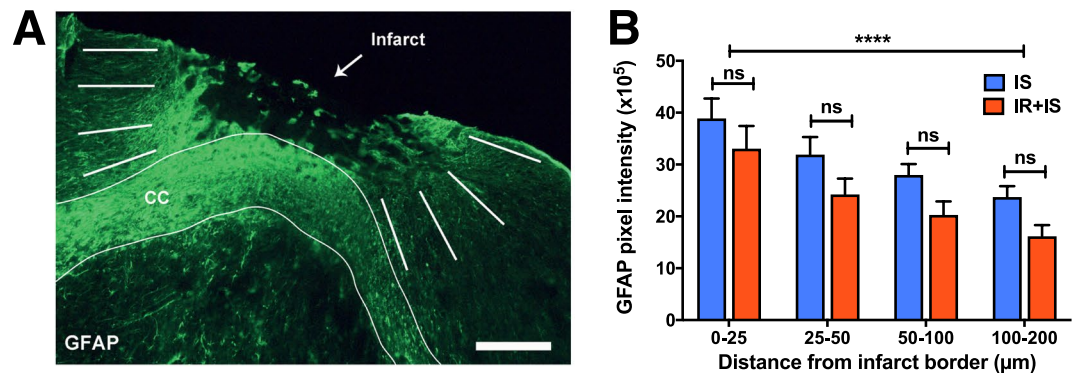 A
Infarct
CC
GFAP
B
****
ns
ns
ns
ns
IS
IR+IS
GFAP pixel intensity (x10⁵)
50
40
30
20
10
0
0-25
25-50
50-100
100-200
Distance from infarct border (µm)